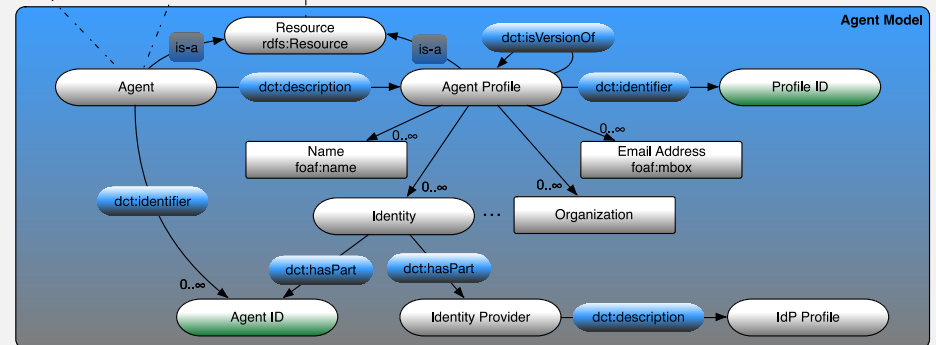 Agent Model
Resource
rdfs:Resource
is-a
is-a
dct:isVersionOf
Agent
dct:description
Agent Profile
dct:identifier
Profile ID
0..∞
0..∞
Name
foaf:name
Email Address
foaf:mbox
0..∞
0..∞
dct:identifier
Identity
...
Organization
dct:hasPart
dct:hasPart
0..∞
Agent ID
Identity Provider
dct:description
IdP Profile